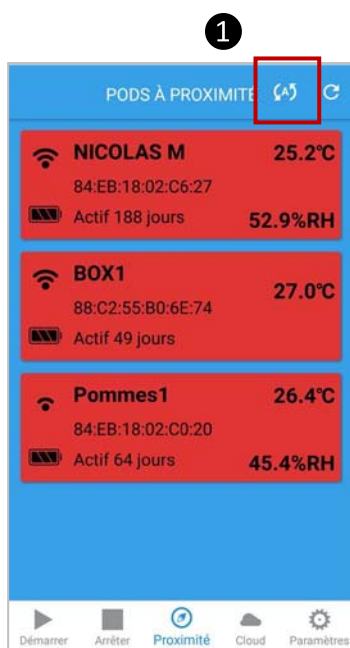 1
PODS À PROXIMITÉ A
NICOLAS M 25.2°C
84:EB:18:02:C6:27
Actif 188 jours 52.9%RH
BOX1 27.0°C
88:C2:55:B0:6E:74
Actif 49 jours
Pommes1 26.4°C
84:EB:18:02:C0:20
Actif 64 jours 45.4%RH
Démarrer Arrêter Proximité Cloud Paramètres